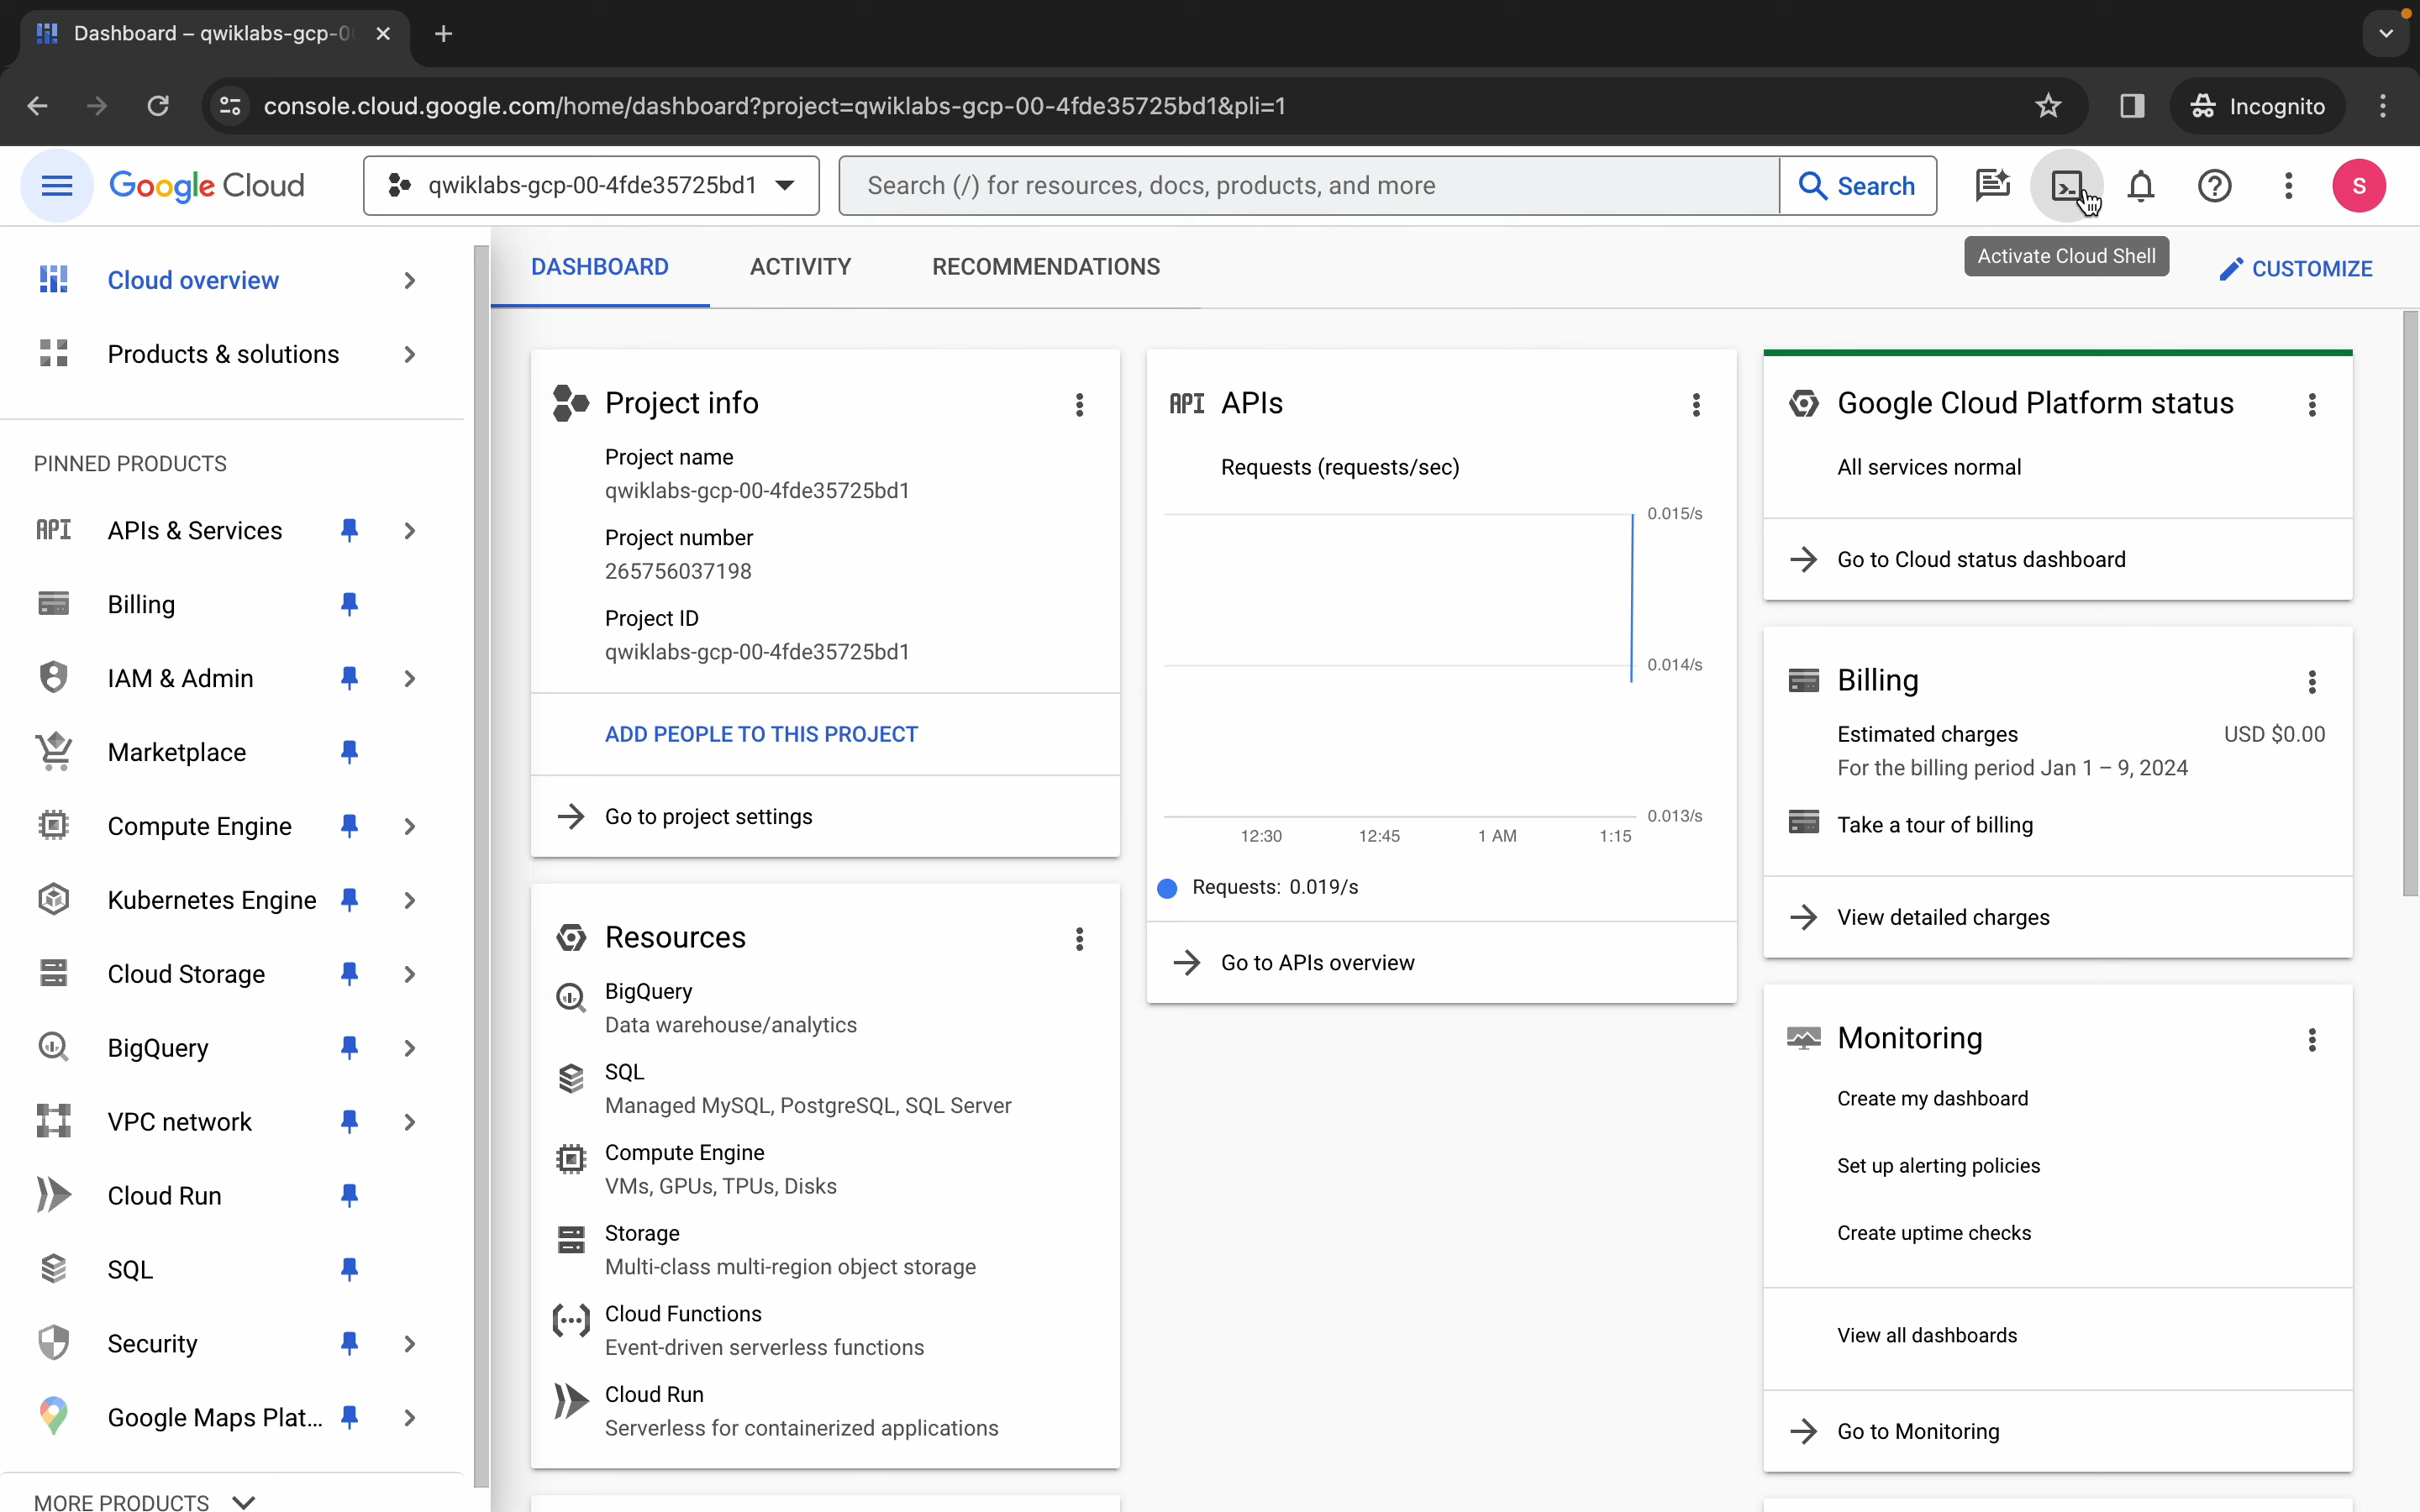 Dashboard – qwiklabs-gcp-0
console.cloud.google.com/home/dashboard?project=qwiklabs-gcp-00-4fde35725bd1&pli=1
Incognito
Google Cloud
qwiklabs-gcp-00-4fde35725bd1
Search (/) for resources, docs, products, and more
Search
S
Activate Cloud Shell
Cloud overview
Products & solutions
PINNED PRODUCTS
API APIs & Services
Billing
IAM & Admin
Marketplace
Compute Engine
Kubernetes Engine
Cloud Storage
BigQuery
VPC network
Cloud Run
SQL
Security
Google Maps Plat...
MORE PRODUCTS
DASHBOARD
ACTIVITY
RECOMMENDATIONS
CUSTOMIZE
Project info
Project name
qwiklabs-gcp-00-4fde35725bd1
Project number
265756037198
Project ID
qwiklabs-gcp-00-4fde35725bd1
ADD PEOPLE TO THIS PROJECT
Go to project settings
Resources
BigQuery
Data warehouse/analytics
SQL
Managed MySQL, PostgreSQL, SQL Server
Compute Engine
VMs, GPUs, TPUs, Disks
Storage
Multi-class multi-region object storage
Cloud Functions
Event-driven serverless functions
Cloud Run
Serverless for containerized applications
API APIs
Requests (requests/sec)
0.015/s
0.014/s
0.013/s
12:30
12:45
1 AM
1:15
Requests: 0.019/s
Go to APIs overview
Google Cloud Platform status
All services normal
Go to Cloud status dashboard
Billing
Estimated charges USD $0.00
For the billing period Jan 1 – 9, 2024
Take a tour of billing
View detailed charges
Monitoring
Create my dashboard
Set up alerting policies
Create uptime checks
View all dashboards
Go to Monitoring